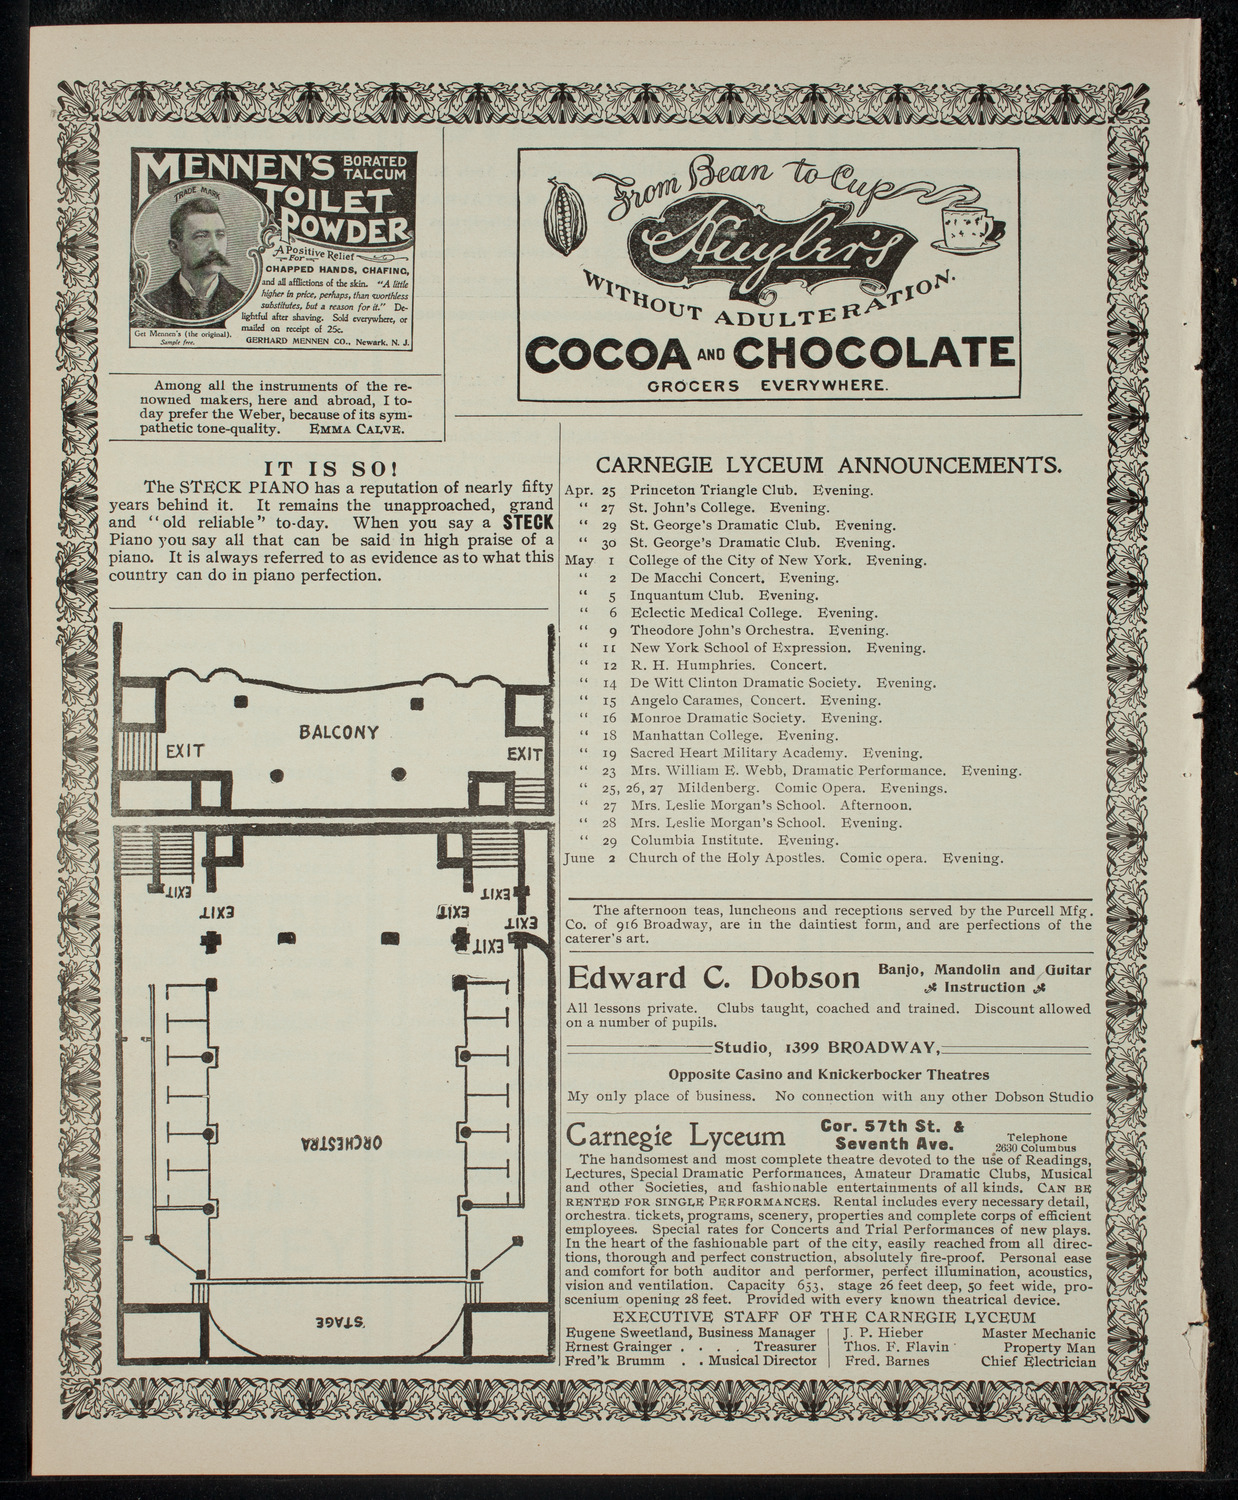 MENNEN'S BORATED TALCUM
TOILET
POWDER
TRADE MARK
A Positive Relief
For
CHAPPED HANDS, CHAFING,
and all afflictions of the skin. "A little
higher in price, perhaps, than worthless
substitutes, but a reason for it." De-
lightful after shaving. Sold everywhere, or
mailed on receipt of 25c.
Get Mennen's (the original).
Sample free.
GERHARD MENNEN CO., Newark, N. J.
From Bean to Cup
Huyler's
WITHOUT ADULTERATION.
COCOA AND CHOCOLATE
GROCERS EVERYWHERE.
Among all the instruments of the re-
nowned makers, here and abroad, I to-
day prefer the Weber, because of its sym-
pathetic tone-quality. EMMA CALVE.
IT IS SO!
The STECK PIANO has a reputation of nearly fifty
years behind it. It remains the unapproached, grand
and "old reliable" to-day. When you say a STECK
Piano you say all that can be said in high praise of a
piano. It is always referred to as evidence as to what this
country can do in piano perfection.
BALCONY
EXIT
EXIT
EXIT
EXIT
EXIT
EXIT
EXIT
EXIT
ORCHESTRA
STAGE
CARNEGIE LYCEUM ANNOUNCEMENTS.
Apr. 25 Princeton Triangle Club. Evening.
" 27 St. John's College. Evening.
" 29 St. George's Dramatic Club. Evening.
" 30 St. George's Dramatic Club. Evening.
May 1 College of the City of New York. Evening.
" 2 De Macchi Concert. Evening.
" 5 Inquantum Club. Evening.
" 6 Eclectic Medical College. Evening.
" 9 Theodore John's Orchestra. Evening.
" 11 New York School of Expression. Evening.
" 12 R. H. Humphries. Concert.
" 14 De Witt Clinton Dramatic Society. Evening.
" 15 Angelo Carames, Concert. Evening.
" 16 Monroe Dramatic Society. Evening.
" 18 Manhattan College. Evening.
" 19 Sacred Heart Military Academy. Evening.
" 23 Mrs. William E. Webb, Dramatic Performance. Evening.
" 25, 26, 27 Mildenberg. Comic Opera. Evenings.
" 27 Mrs. Leslie Morgan's School. Afternoon.
" 28 Mrs. Leslie Morgan's School. Evening.
" 29 Columbia Institute. Evening.
June 2 Church of the Holy Apostles. Comic opera. Evening.
The afternoon teas, luncheons and receptions served by the Purcell Mfg.
Co. of 916 Broadway, are in the daintiest form, and are perfections of the
caterer's art.
Edward C. Dobson Banjo, Mandolin and Guitar
Instruction
All lessons private. Clubs taught, coached and trained. Discount allowed
on a number of pupils.
Studio, 1399 BROADWAY,
Opposite Casino and Knickerbocker Theatres
My only place of business. No connection with any other Dobson Studio
Carnegie Lyceum Cor. 57th St. &
Seventh Ave.
Telephone
2630 Columbus
The handsomest and most complete theatre devoted to the use of Readings,
Lectures, Special Dramatic Performances, Amateur Dramatic Clubs, Musical
and other Societies, and fashionable entertainments of all kinds. CAN BE
RENTED FOR SINGLE PERFORMANCES. Rental includes every necessary detail,
orchestra. tickets, programs, scenery, properties and complete corps of efficient
employees. Special rates for Concerts and Trial Performances of new plays.
In the heart of the fashionable part of the city, easily reached from all direc-
tions, thorough and perfect construction, absolutely fire-proof. Personal ease
and comfort for both auditor and performer, perfect illumination, acoustics,
vision and ventilation. Capacity 653, stage 26 feet deep, 50 feet wide, pro-
scenium opening 28 feet. Provided with every known theatrical device.
EXECUTIVE STAFF OF THE CARNEGIE LYCEUM
Eugene Sweetland, Business Manager
Ernest Grainger . . . . Treasurer
Fred'k Brumm . . Musical Director
J. P. Hieber Master Mechanic
Thos. F. Flavin Property Man
Fred. Barnes Chief Electrician